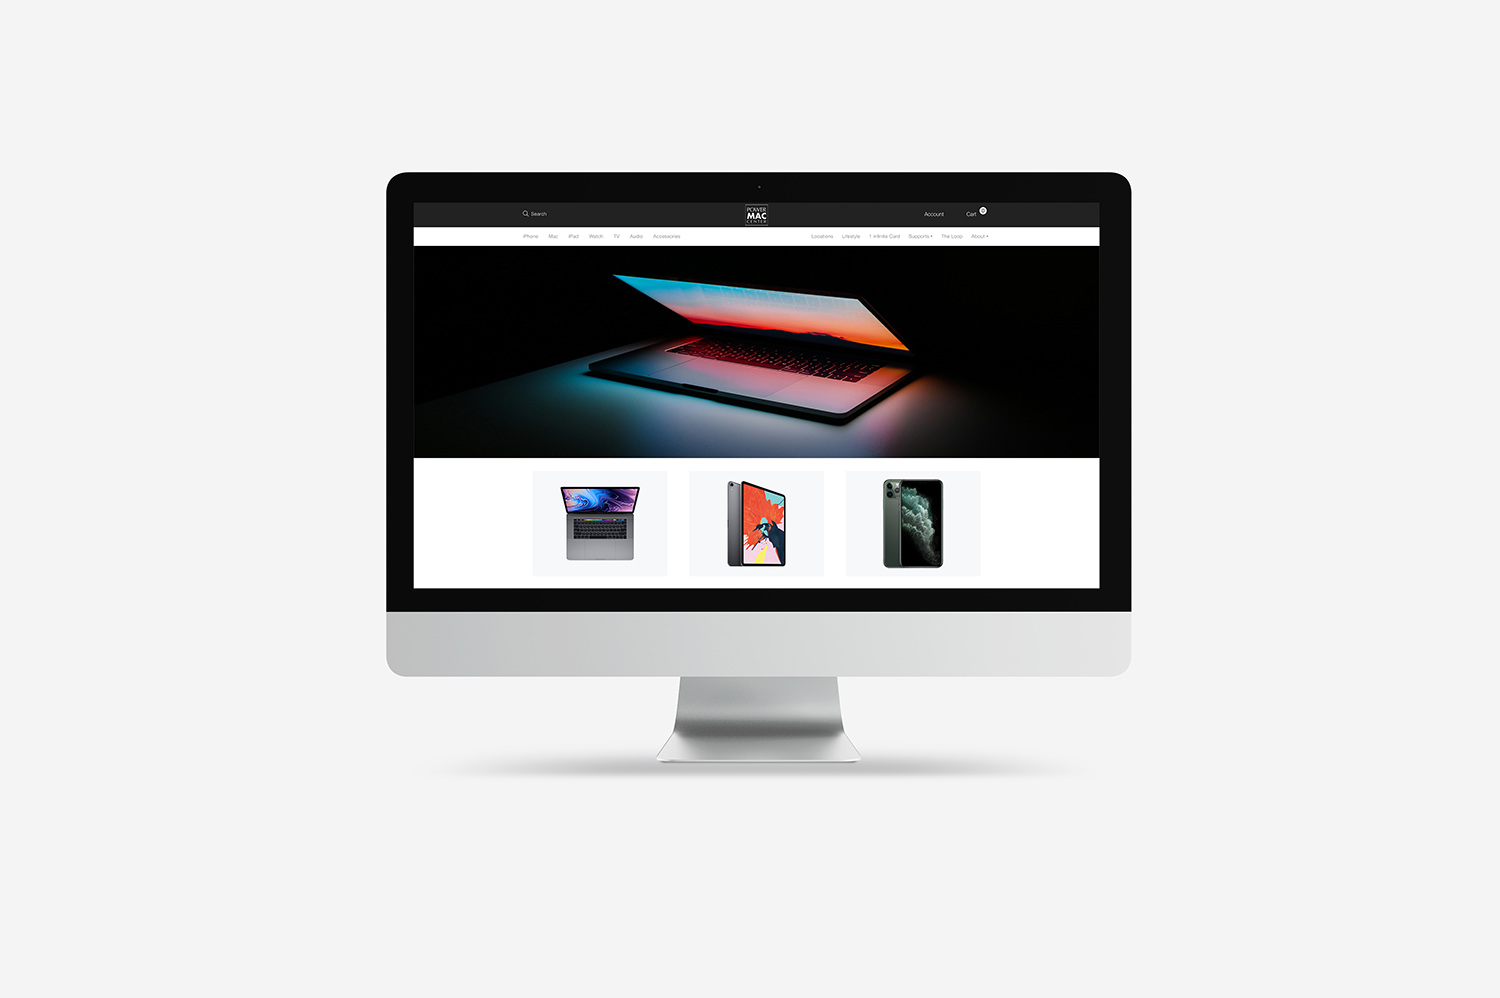 Search
POWER
MAC
CENTER
Account
Cart
0
iPhone Mac iPad Watch TV Audio Accessories
Locations Lifestyle 1 Infinite Card Supports The Loop About